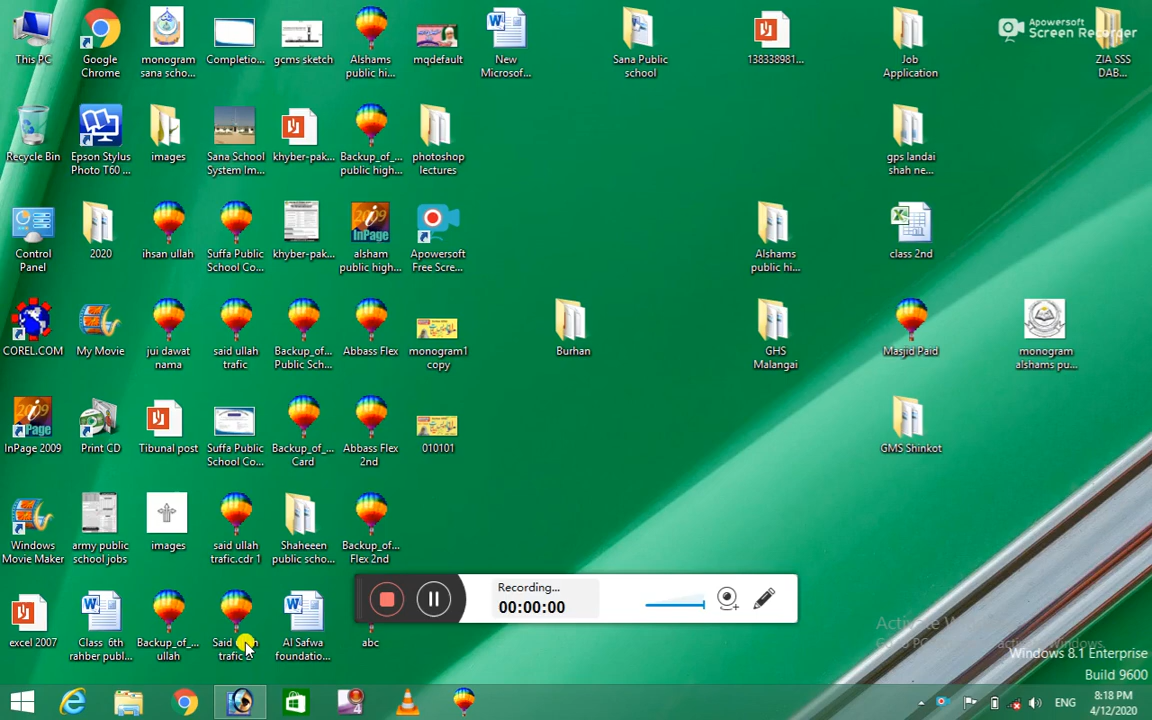 Apowersoft
Screen Recorder
This PC
Google
Chrome
monogram
sana scho...
Completio...
gcms sketch
Alshams
public hi...
mqdefault
New
Microsof...
Sana Public
school
138338981...
Job
Application
ZIA SSS
DAB...
Recycle Bin
Epson Stylus
Photo T60 ...
images
Sana School
System Im...
khyber-pak...
Backup_of_...
public high...
photoshop
lectures
gps landai
shah ne...
Control
Panel
2020
ihsan ullah
Suffa Public
School Co...
khyber-pak...
2009
InPage
alsham
public high...
Apowersoft
Free Scre...
Alshams
public hi...
class 2nd
COREL.COM
My Movie
jui dawat
nama
said ullah
trafic
Backup_of_...
Public Sch...
Abbass Flex
monogram1
copy
Burhan
GHS
Malangai
Masjid Paid
monogram
alshams pu...
2009
InPage
InPage 2009
Print CD
Tibunal post
Suffa Public
School Co...
Backup_of_...
Card
Abbass Flex
2nd
010101
GMS Shinkot
Windows
Movie Maker
army public
school jobs
images
said ullah
trafic.cdr 1
Shaheeen
public scho...
Backup_of...
Flex 2nd
Recording...
00:00:00
excel 2007
Class 6th
rahber publ...
Backup_of_...
ullah
Said
trafic 2
Al Safwa
foundatio...
abc
Activate
Windows 8.1 Enterprise
Build 9600
ENG
8:18 PM
4/12/2020